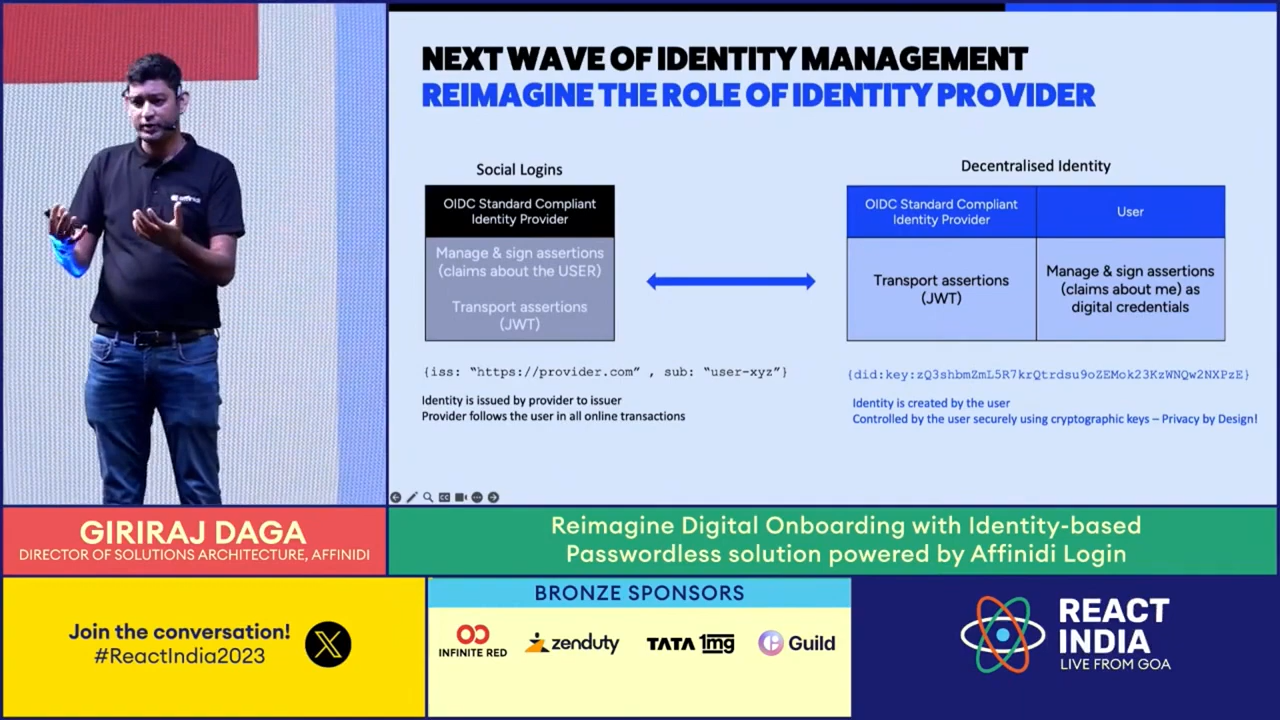 NEXT WAVE OF IDENTITY MANAGEMENT
REIMAGINE THE ROLE OF IDENTITY PROVIDER
Social Logins
OIDC Standard Compliant
Identity Provider
Manage & sign assertions
(claims about the USER)
Transport assertions
(JWT)
{iss: “https://provider.com” , sub: “user-xyz”}
Identity is issued by provider to issuer
Provider follows the user in all online transactions
Decentralised Identity
OIDC Standard Compliant
Identity Provider
User
Transport assertions
(JWT)
Manage & sign assertions
(claims about me) as
digital credentials
{did:key:zQ3shbmZmL5R7krQtrdsu9oZEMok23KzWNQw2NXPzE}
Identity is created by the user
Controlled by the user securely using cryptographic keys – Privacy by Design!
affinidi
GIRIRAJ DAGA
DIRECTOR OF SOLUTIONS ARCHITECTURE, AFFINIDI
Reimagine Digital Onboarding with Identity-based
Passwordless solution powered by Affinidi Login
Join the conversation!
#ReactIndia2023
BRONZE SPONSORS
INFINITE RED
zenduty
TATA 1mg
Guild
REACT
INDIA
LIVE FROM GOA